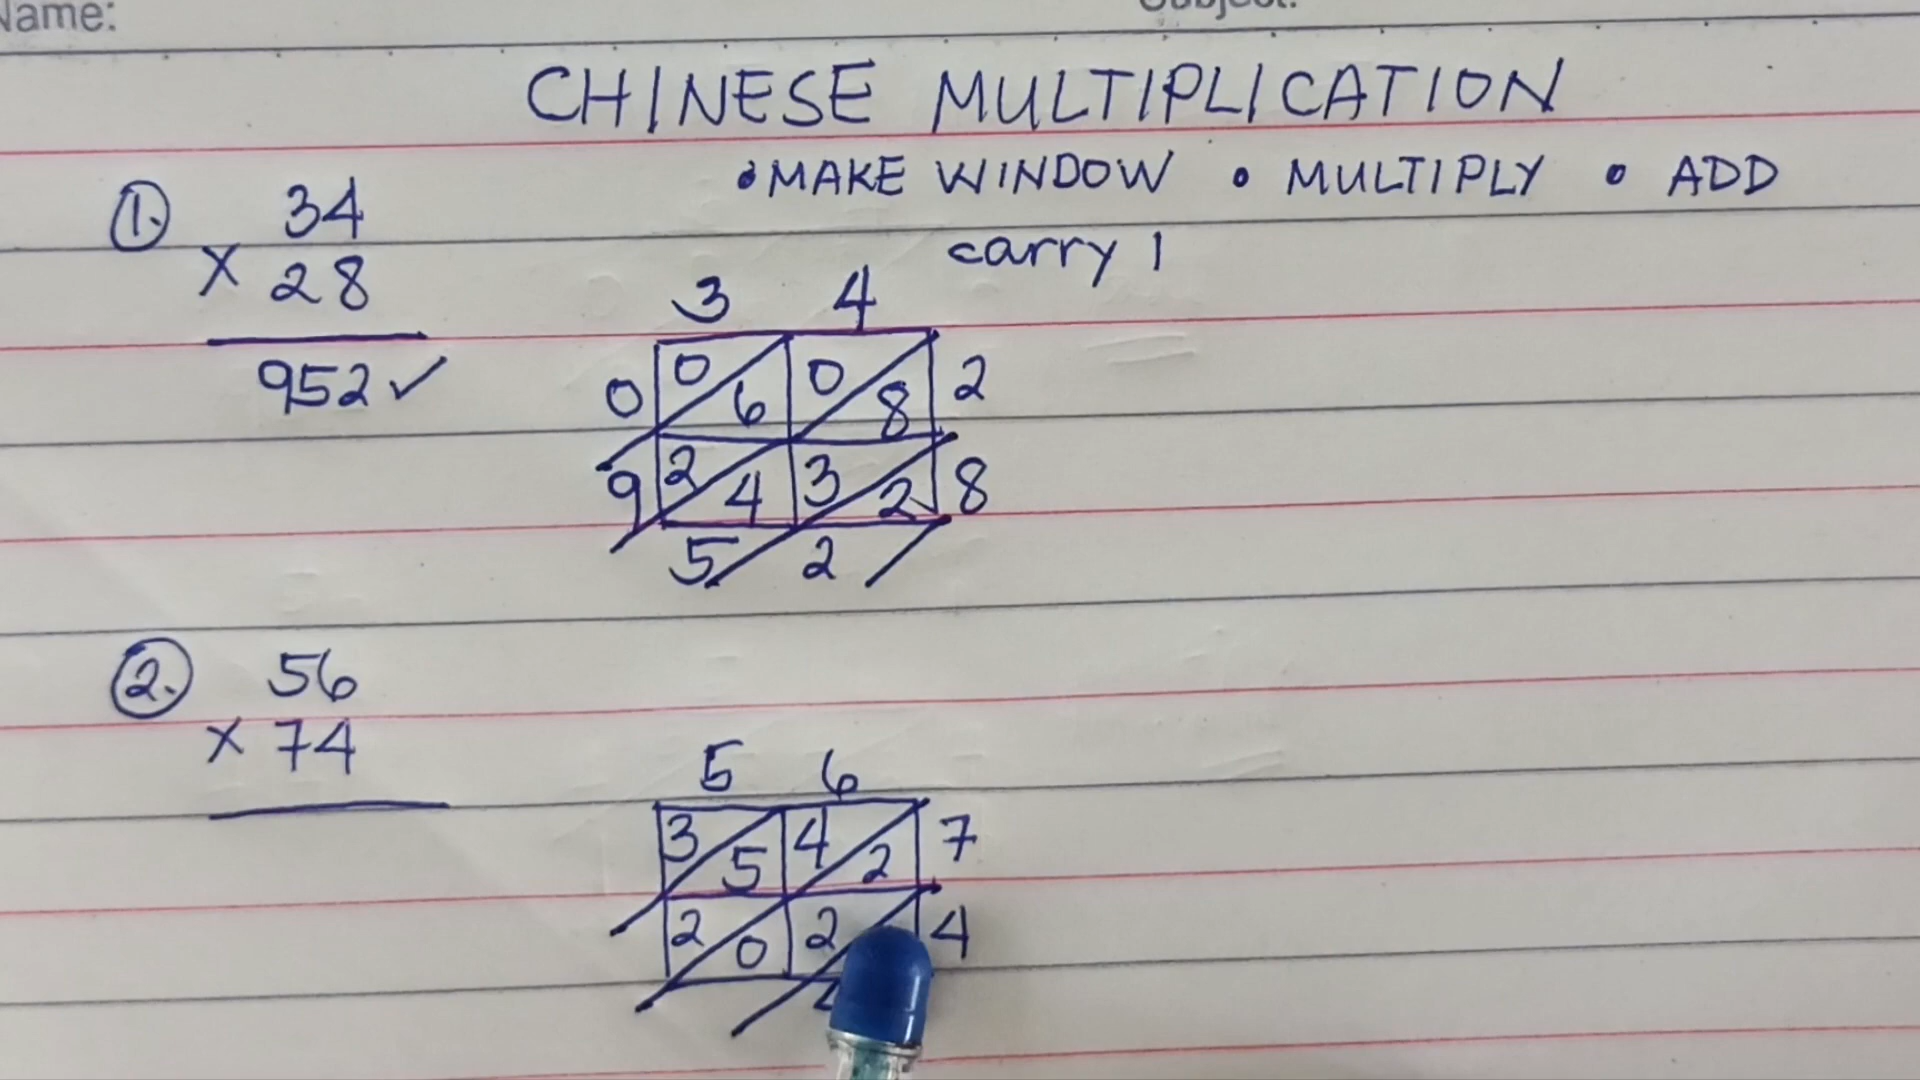 Name:
Subject:
CHINESE MULTIPLICATION
• MAKE WINDOW • MULTIPLY • ADD
1. 34
x 28
952 ✓
carry 1
3 4
0 0 6 0 8 2
9 2 4 3 2 8
5 2
2. 56
x 74
5 6
3 5 4 2 7
2 0 2 4